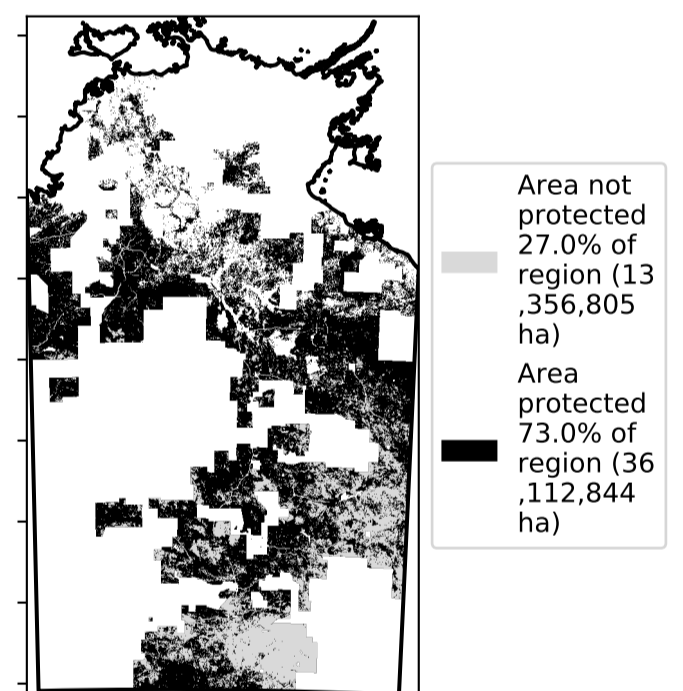 Area not
protected
27.0% of
region (13
,356,805
ha)
Area
protected
73.0% of
region (36
,112,844
ha)